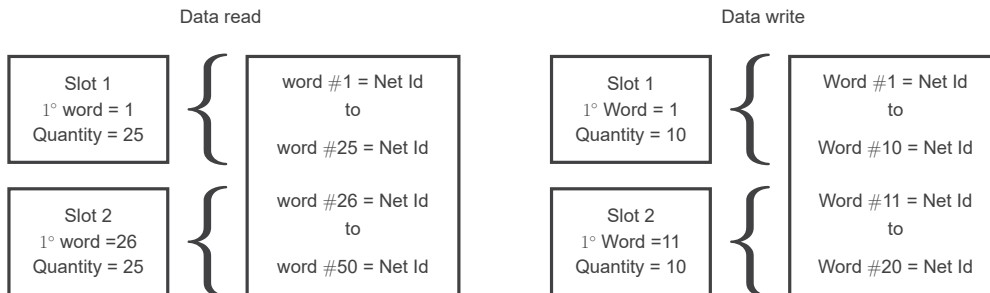 Data read
Slot 1
1° word = 1
Quantity = 25
word #1 = Net Id
to
word #25 = Net Id
Slot 2
1° word =26
Quantity = 25
word #26 = Net Id
to
word #50 = Net Id
Data write
Slot 1
1° Word = 1
Quantity = 10
Word #1 = Net Id
to
Word #10 = Net Id
Slot 2
1° Word =11
Quantity = 10
Word #11 = Net Id
to
Word #20 = Net Id